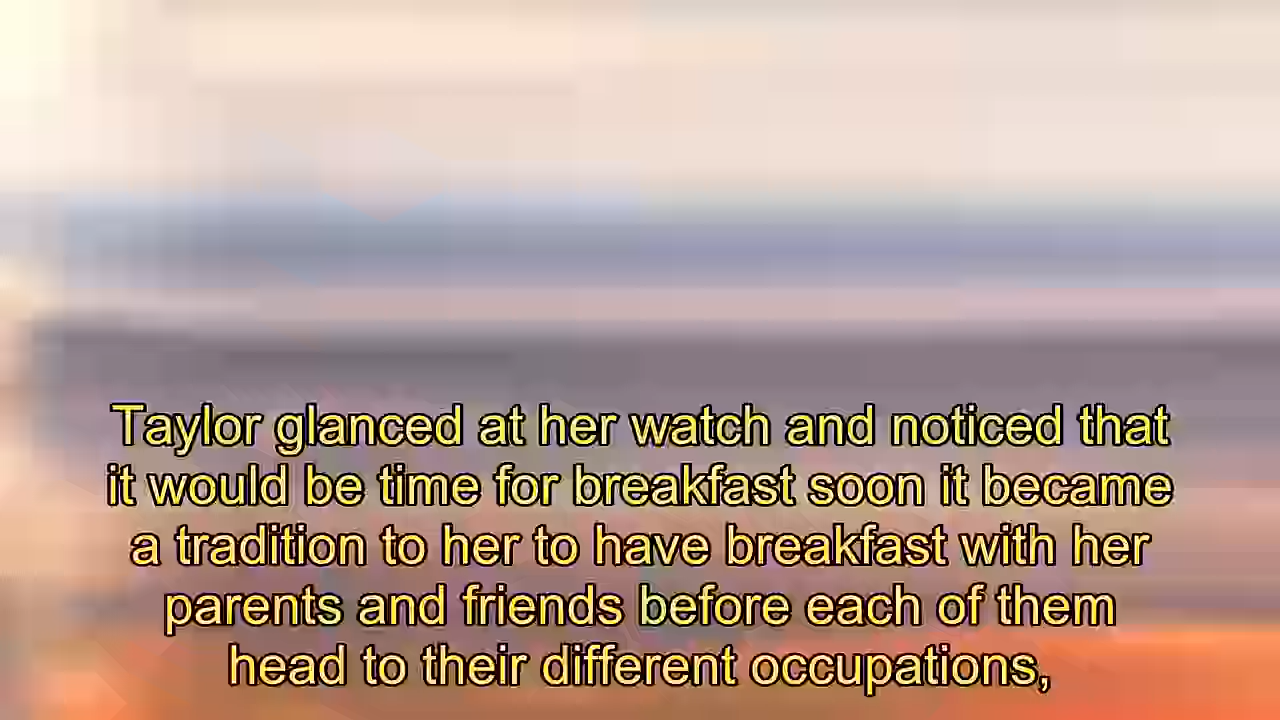 Taylor glanced at her watch and noticed that
it would be time for breakfast soon it became
a tradition to her to have breakfast with her
parents and friends before each of them
head to their different occupations,